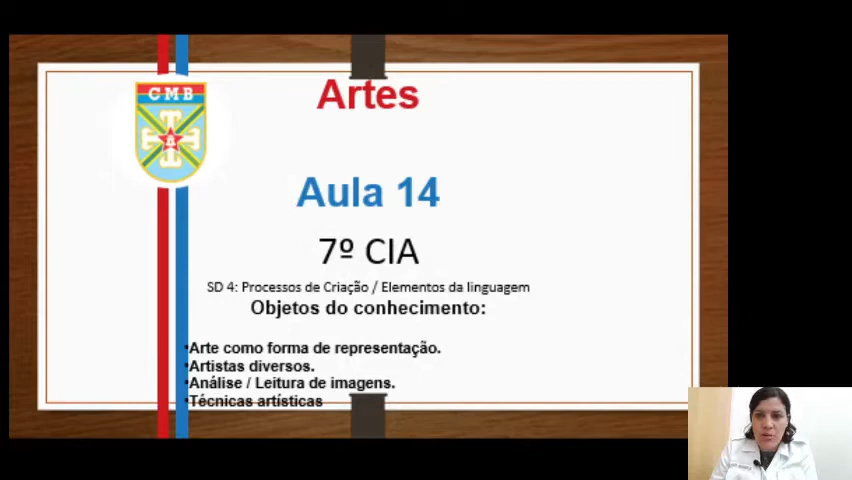 CMB
Artes
Aula 14
7º CIA
SD 4: Processos de Criação / Elementos da linguagem
Objetos do conhecimento:
•Arte como forma de representação.
•Artistas diversos.
•Análise / Leitura de imagens.
•Técnicas artísticas